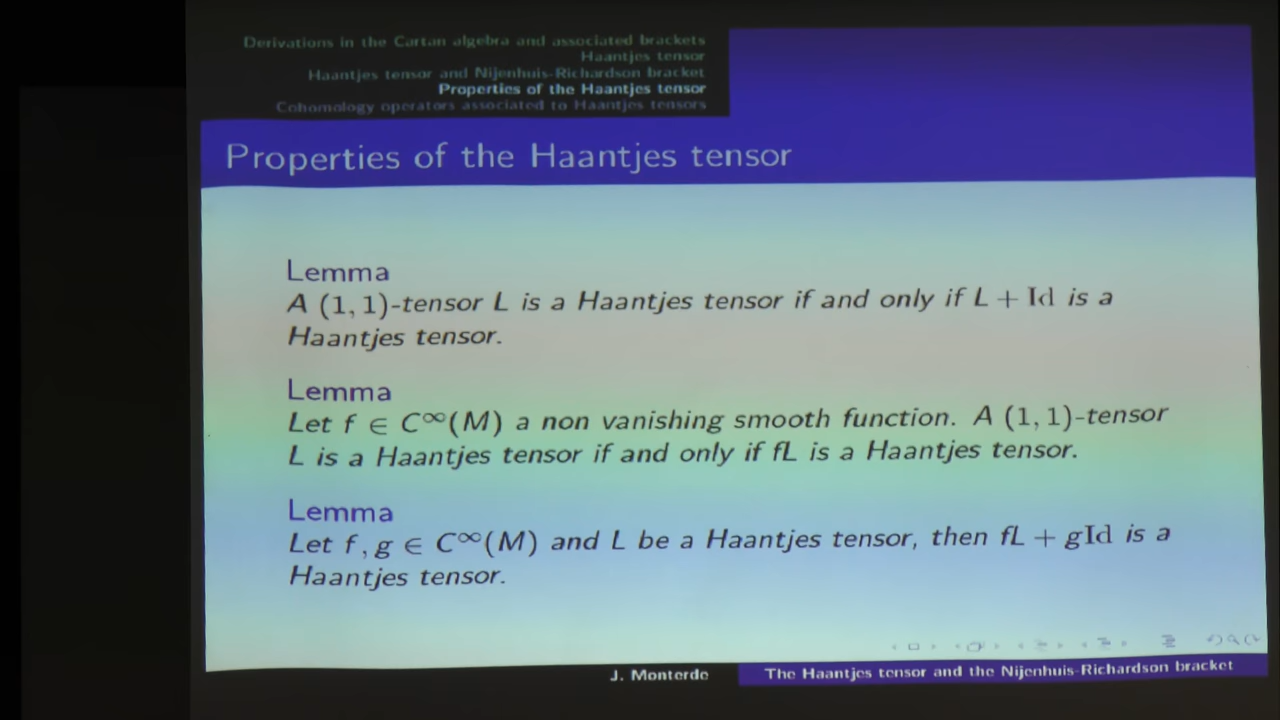 Derivations in the Cartan algebra and associated brackets
Haantjes tensor
Haantjes tensor and Nijenhuis-Richardson bracket
Properties of the Haantjes tensor
Cohomology operators associated to Haantjes tensors
Properties of the Haantjes tensor
Lemma
A (1, 1)-tensor L is a Haantjes tensor if and only if L + Id is a
Haantjes tensor.
Lemma
Let f ∈ C∞(M) a non vanishing smooth function. A (1, 1)-tensor
L is a Haantjes tensor if and only if fL is a Haantjes tensor.
Lemma
Let f, g ∈ C∞(M) and L be a Haantjes tensor, then fL + gId is a
Haantjes tensor.
J. Monterde
The Haantjes tensor and the Nijenhuis-Richardson bracket